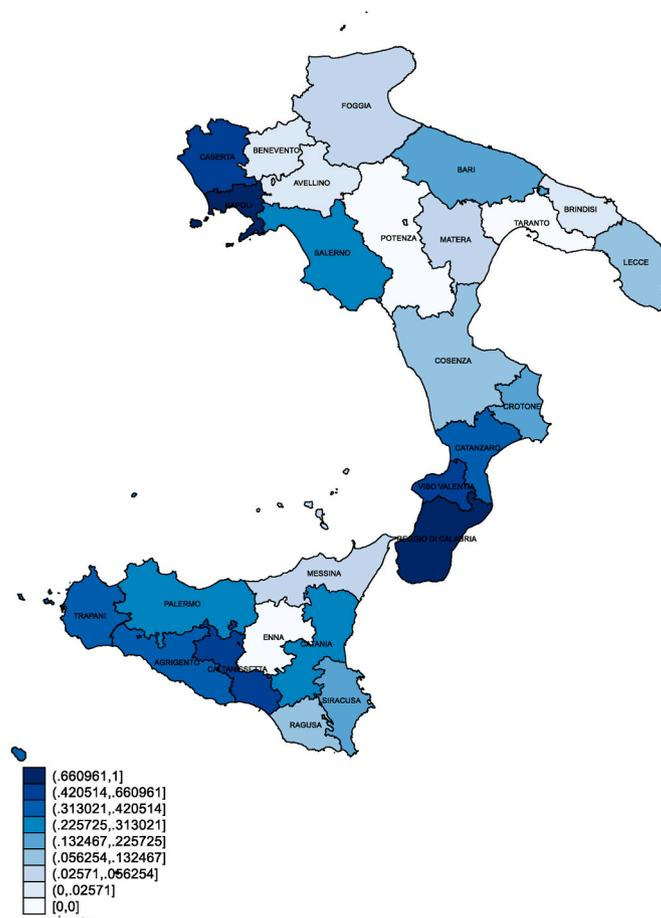 FOGGIA
CASERTA
BENEVENTO
BARI
AVELLINO
NAPOLI
BRINDISI
TARANTO
POTENZA
MATERA
SALERNO
LECCE
COSENZA
CROTONE
CATANZARO
VIBO VALENTIA
REGGIO DI CALABRIA
MESSINA
PALERMO
TRAPANI
ENNA
CATANIA
AGRIGENTO
CALTANISSETTA
SIRACUSA
RAGUSA
(.660961,1]
(.420514,.660961]
(.313021,.420514]
(.225725,.313021]
(.132467,.225725]
(.056254,.132467]
(.02571,.056254]
(0,.02571]
[0,0]